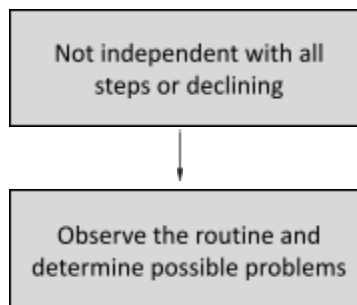 Not independent with all
steps or declining
Observe the routine and
determine possible problems